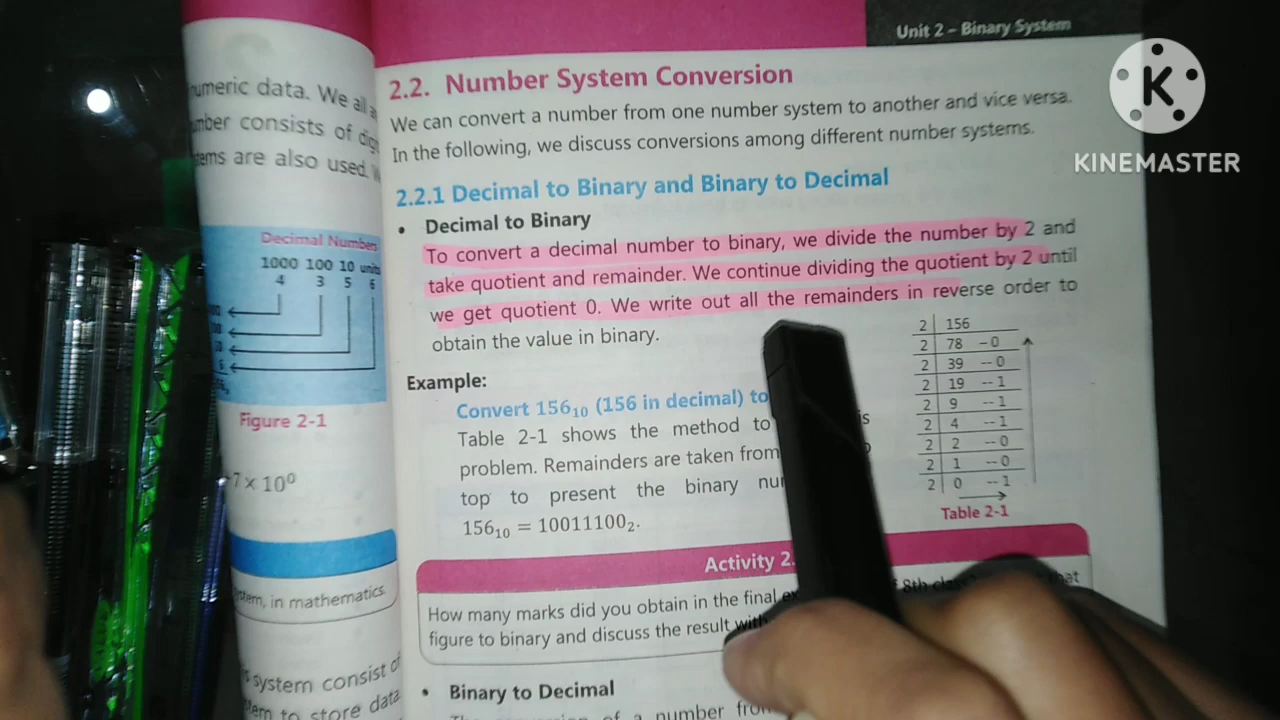 Unit 2 – Binary System
K
KINEMASTER
numeric data. We all
number consists of
are also used.
Decimal Numbers
1000 100 10 units
4 3 5 6
Figure 2-1
7 × 10⁰
system, in mathematics.
system consist of
to store data
2.2. Number System Conversion
We can convert a number from one number system to another and vice versa.
In the following, we discuss conversions among different number systems.
2.2.1 Decimal to Binary and Binary to Decimal
• Decimal to Binary
To convert a decimal number to binary, we divide the number by 2 and
take quotient and remainder. We continue dividing the quotient by 2 until
we get quotient 0. We write out all the remainders in reverse order to
obtain the value in binary.
Example:
Convert 156₁₀ (156 in decimal) to
Table 2-1 shows the method to
problem. Remainders are taken from
top to present the binary
156₁₀ = 10011100₂.
2 | 156
2 | 78 – 0
2 | 39 -- 0
2 | 19 -- 1
2 | 9 -- 1
2 | 4 -- 1
2 | 2 -- 0
2 | 1 -- 0
2 | 0 -- 1
Table 2-1
Activity 2.
How many marks did you obtain in the final 8th that
figure to binary and discuss the result with
• Binary to Decimal
of a number from